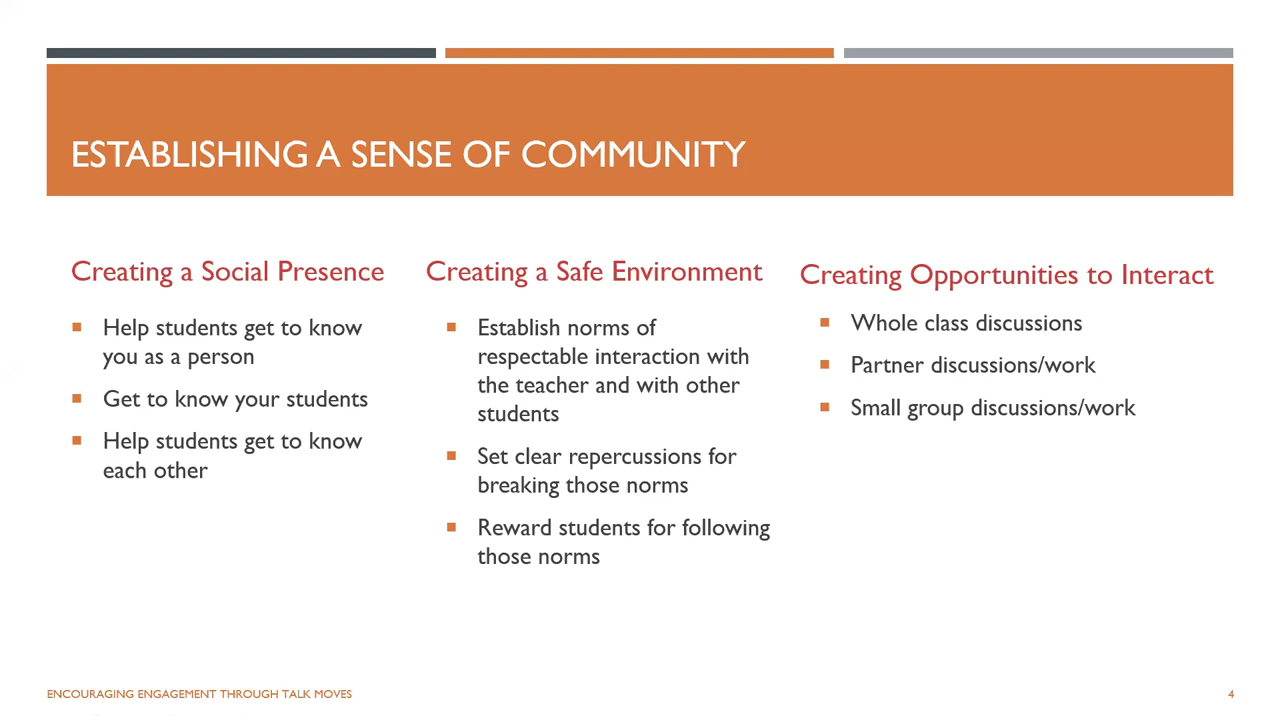 ESTABLISHING A SENSE OF COMMUNITY
Creating a Social Presence
Help students get to know
you as a person
Get to know your students
Help students get to know
each other
Creating a Safe Environment
Establish norms of
respectable interaction with
the teacher and with other
students
Set clear repercussions for
breaking those norms
Reward students for following
those norms
Creating Opportunities to Interact
Whole class discussions
Partner discussions/work
Small group discussions/work
ENCOURAGING ENGAGEMENT THROUGH TALK MOVES
4